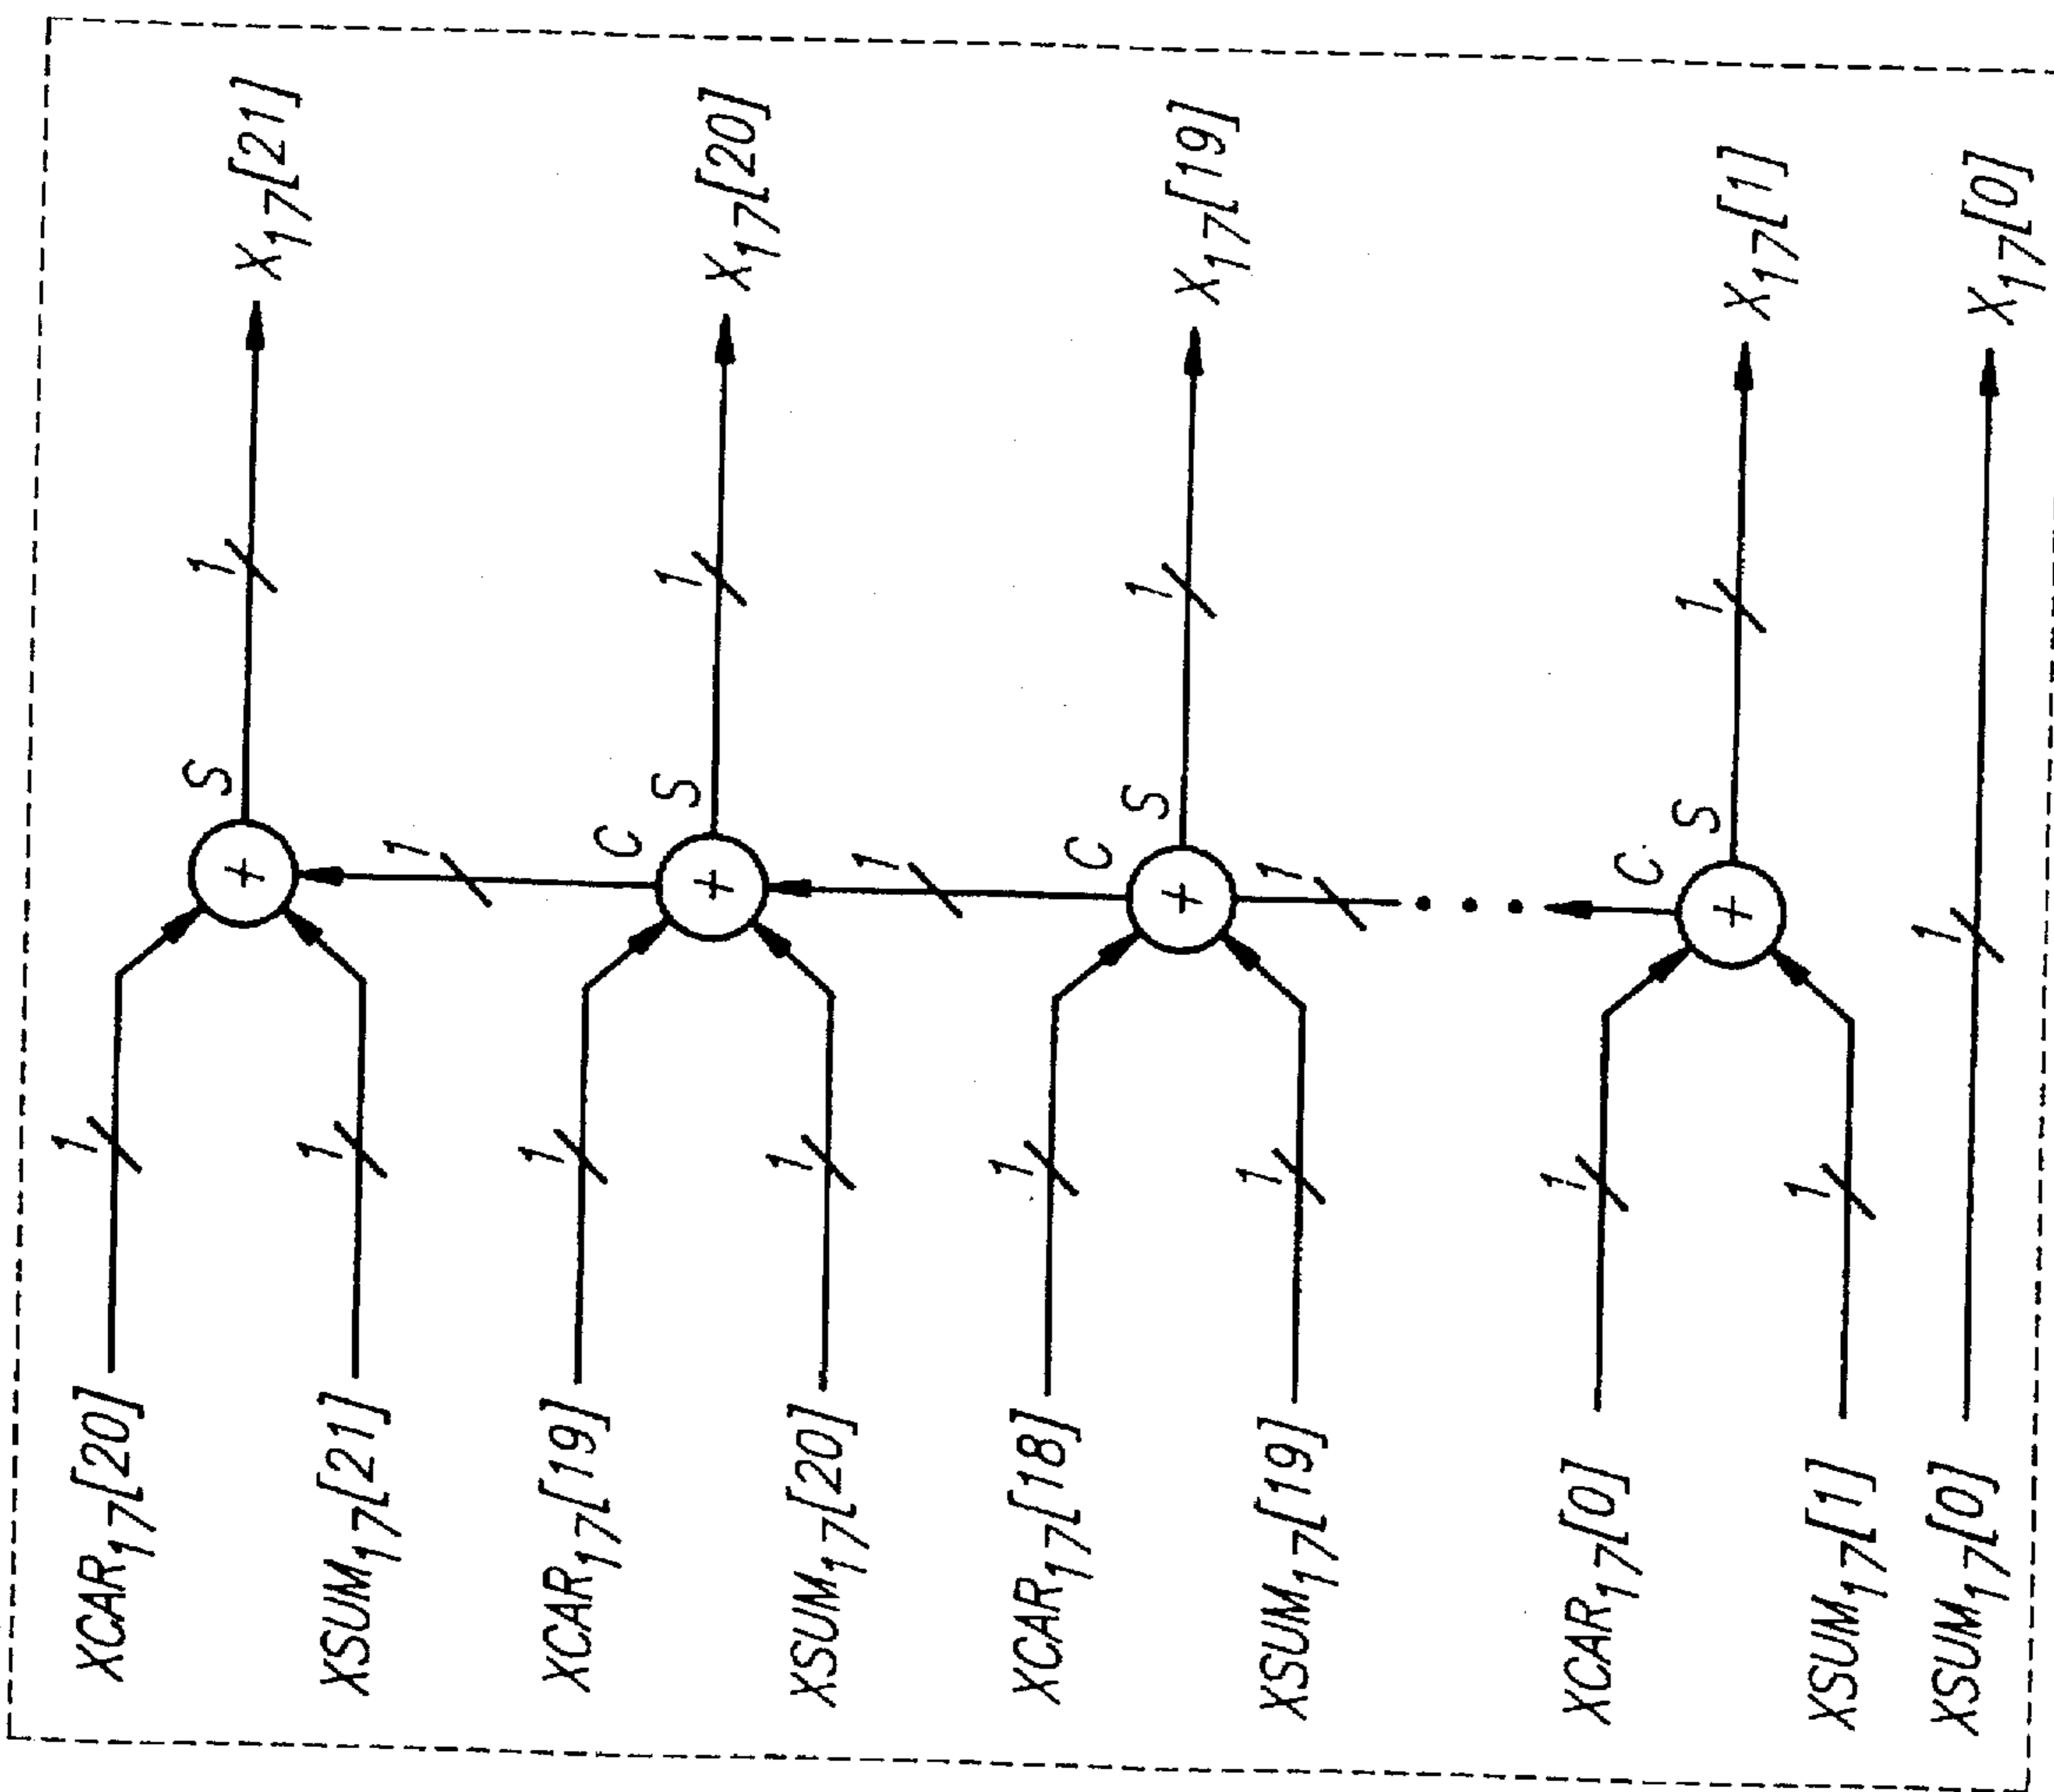 XCAR17[20]
1
XSUM17[21]
1
+
S
1
X17[21]
1
XCAR17[19]
1
XSUM17[20]
1
+
C
S
1
X17[20]
1
XCAR17[18]
1
XSUM17[19]
1
+
C
S
1
X17[19]
1
XCAR17[0]
1
XSUM17[1]
1
+
C
S
1
X17[1]
XSUM17[0]
1
X17[0]